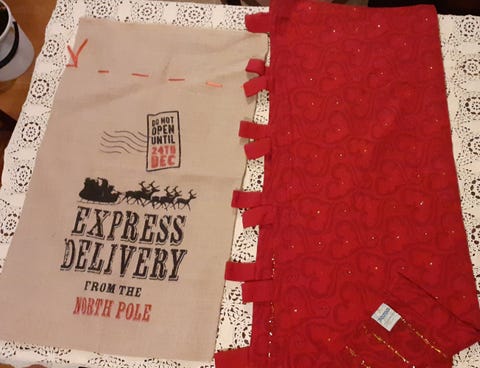 DO NOT
OPEN
UNTIL
24TH
DEC
EXPRESS
DELIVERY
FROM THE
NORTH POLE